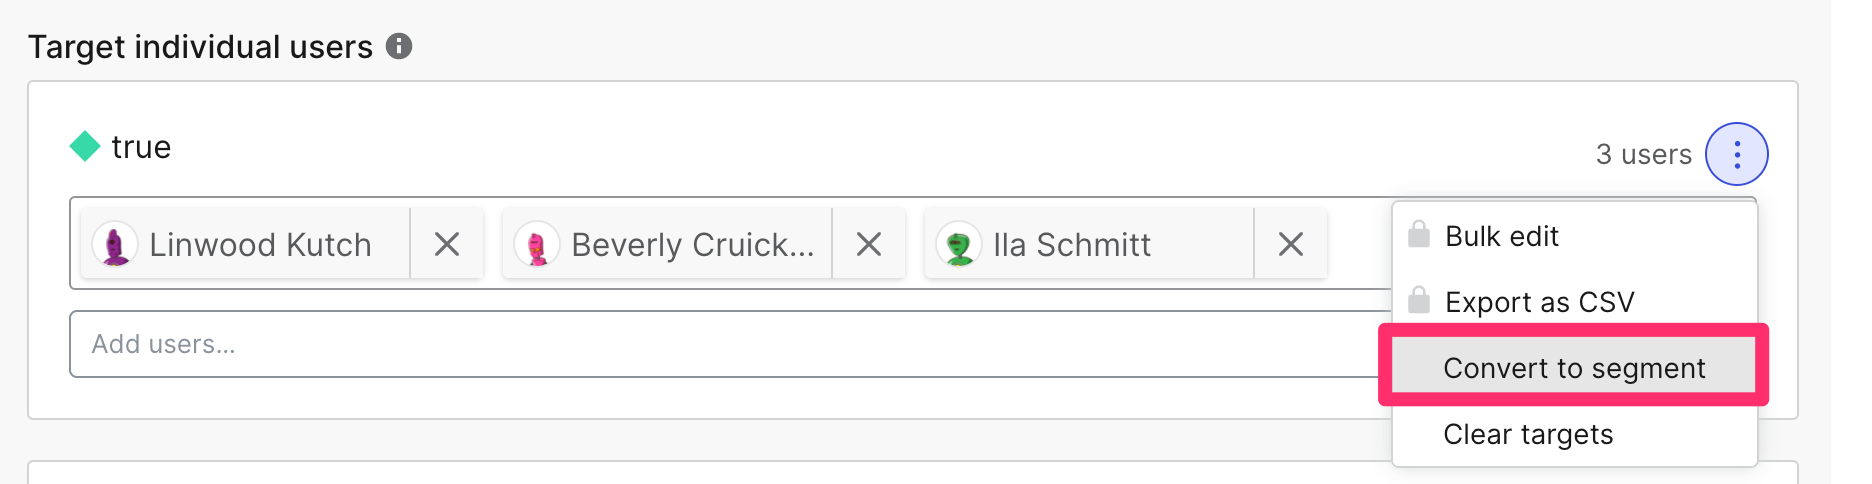 Target individual users
true
3 users
Linwood Kutch
Beverly Cruick...
Ila Schmitt
Add users...
Bulk edit
Export as CSV
Convert to segment
Clear targets